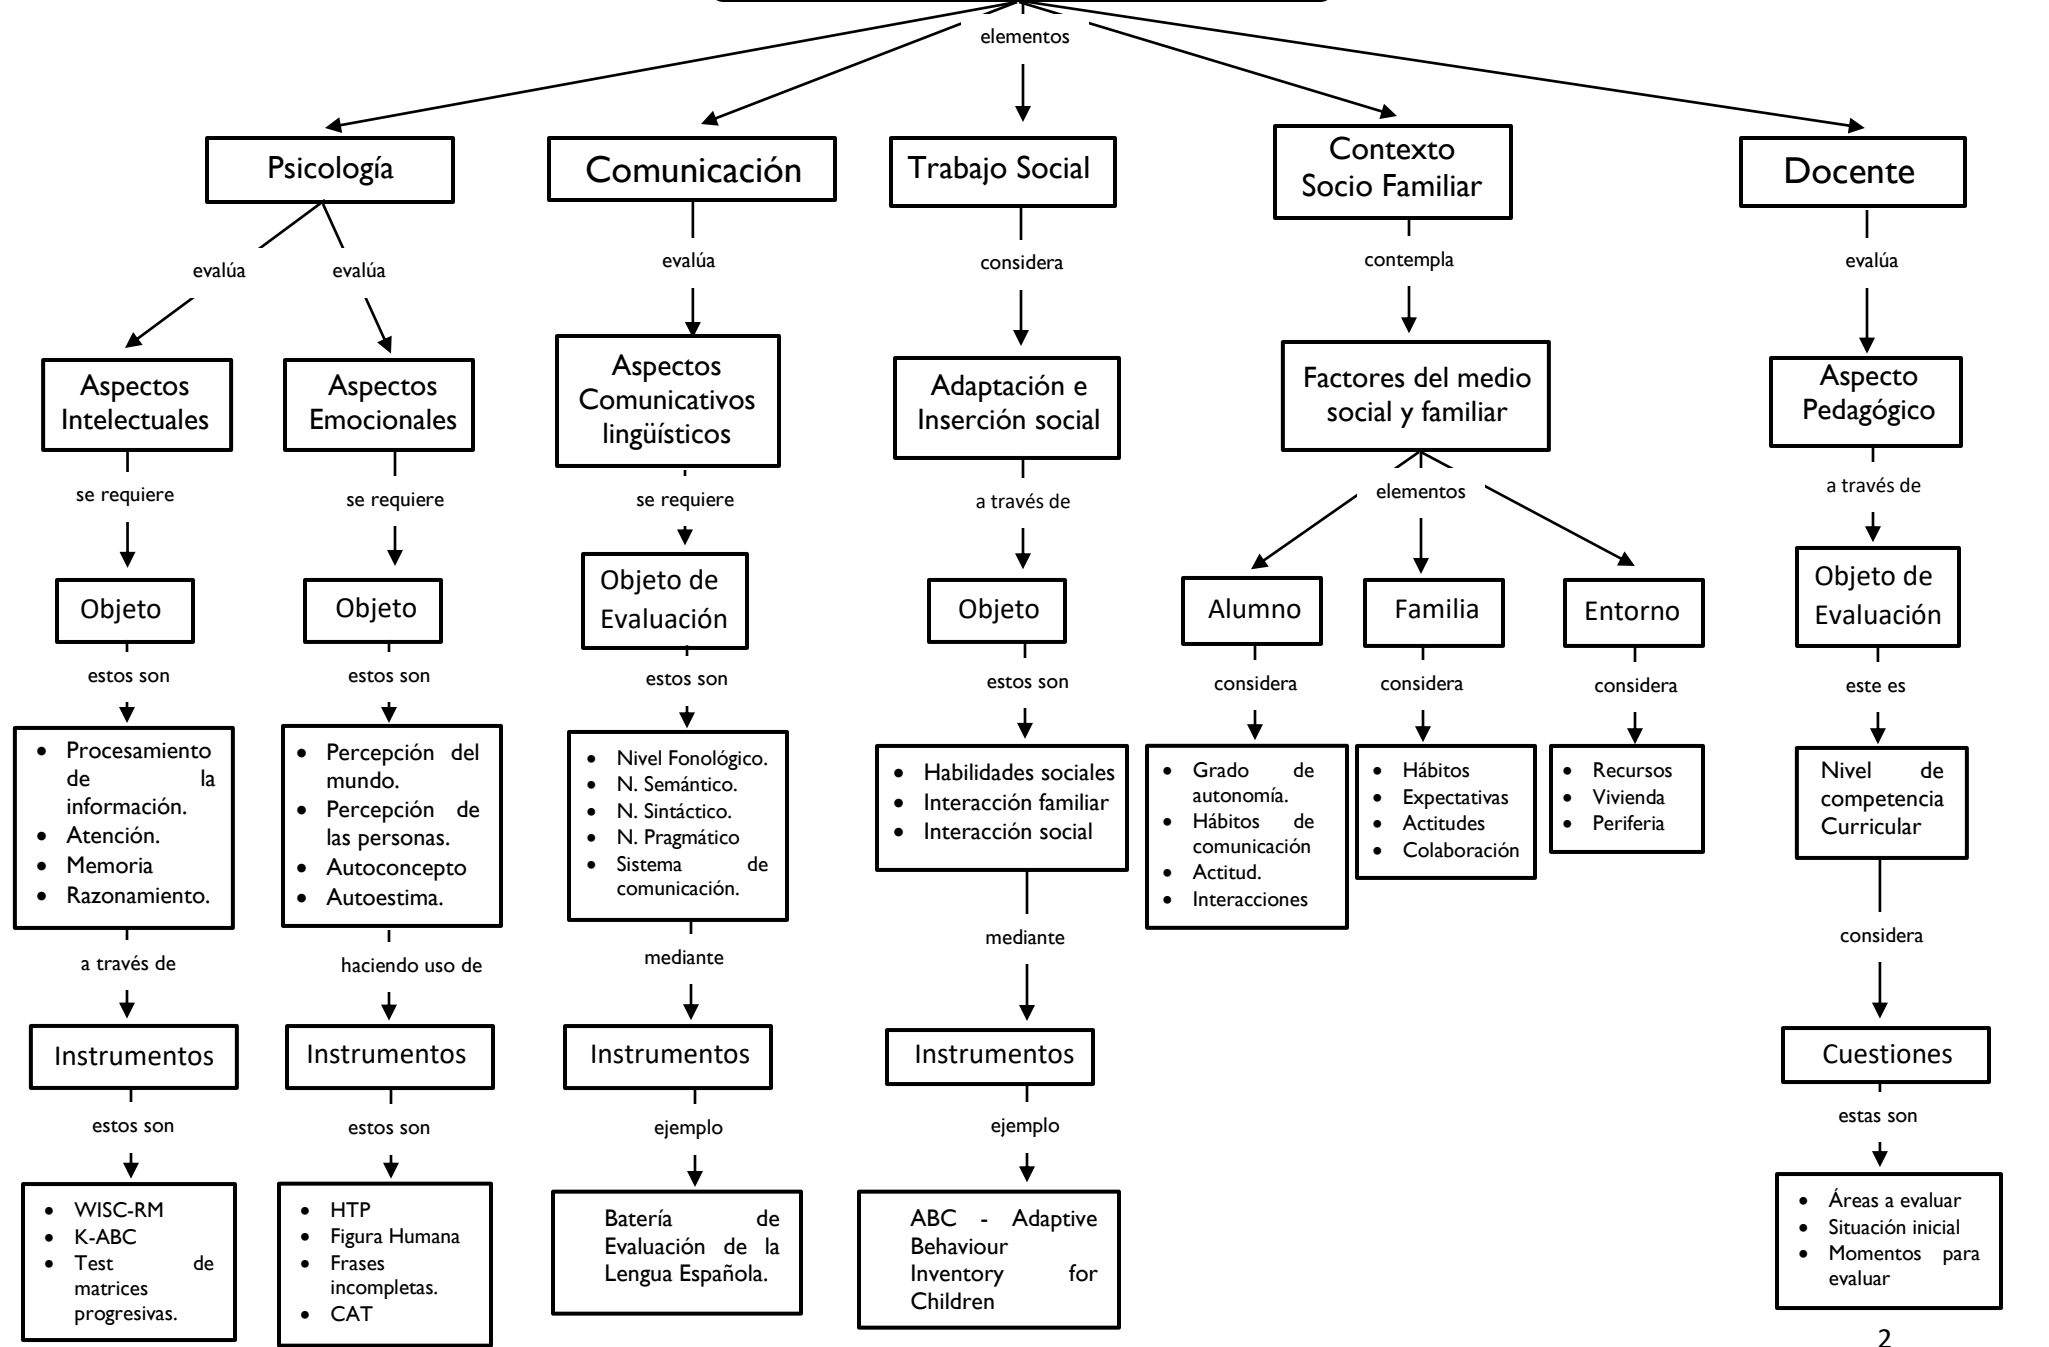 elementos
Psicología
Comunicación
Trabajo Social
Contexto
Socio Familiar
Docente
evalúa
evalúa
evalúa
considera
contempla
evalúa
Aspectos
Intelectuales
Aspectos
Emocionales
Aspectos
Comunicativos
lingüísticos
Adaptación e
Inserción social
Factores del medio
social y familiar
Aspecto
Pedagógico
se requiere
se requiere
se requiere
a través de
elementos
a través de
Objeto
Objeto
Objeto de
Evaluación
Objeto
Alumno
Familia
Entorno
Objeto de
Evaluación
estos son
estos son
estos son
estos son
considera
considera
considera
este es
• Procesamiento
de la
información.
• Atención.
• Memoria
• Razonamiento.
• Percepción del
mundo.
• Percepción de
las personas.
• Autoconcepto
• Autoestima.
• Nivel Fonológico.
• N. Semántico.
• N. Sintáctico.
• N. Pragmático
• Sistema de
comunicación.
• Habilidades sociales
• Interacción familiar
• Interacción social
• Grado de
autonomía.
• Hábitos de
comunicación
• Actitud.
• Interacciones
• Hábitos
• Expectativas
• Actitudes
• Colaboración
• Recursos
• Vivienda
• Periferia
Nivel de
competencia
Curricular
a través de
haciendo uso de
mediante
mediante
considera
Instrumentos
Instrumentos
Instrumentos
Instrumentos
Cuestiones
estos son
estos son
ejemplo
ejemplo
estas son
• WISC-RM
• K-ABC
• Test de
matrices
progresivas.
• HTP
• Figura Humana
• Frases
incompletas.
• CAT
Batería de
Evaluación de la
Lengua Española.
ABC - Adaptive
Behaviour
Inventory for
Children
• Áreas a evaluar
• Situación inicial
• Momentos para
evaluar
2